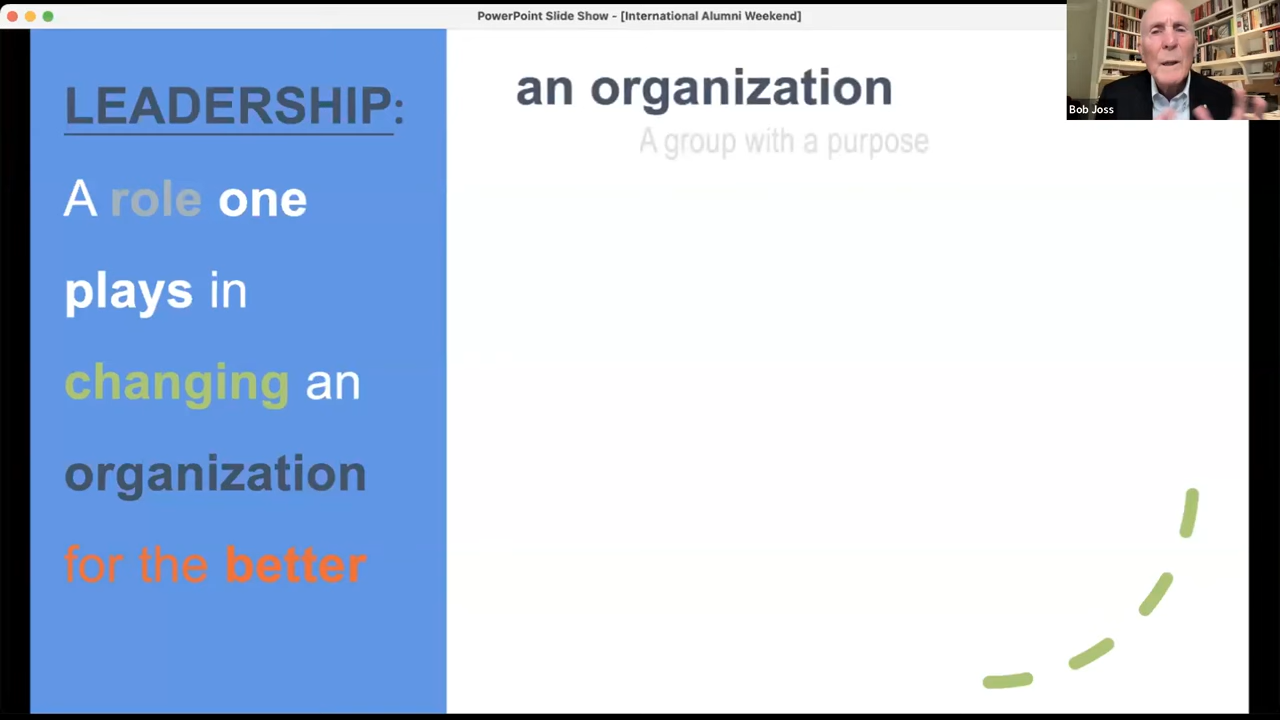 PowerPoint Slide Show - [International Alumni Weekend]
LEADERSHIP:
A role one
plays in
changing an
organization
for the better
an organization
A group with a purpose
Bob Joss